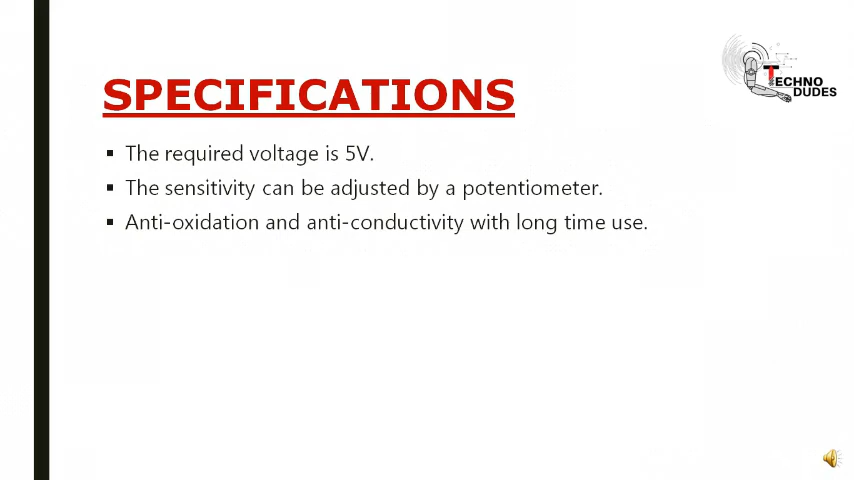 SPECIFICATIONS
▪ The required voltage is 5V.
▪ The sensitivity can be adjusted by a potentiometer.
▪ Anti-oxidation and anti-conductivity with long time use.
TECHNO
DUDES